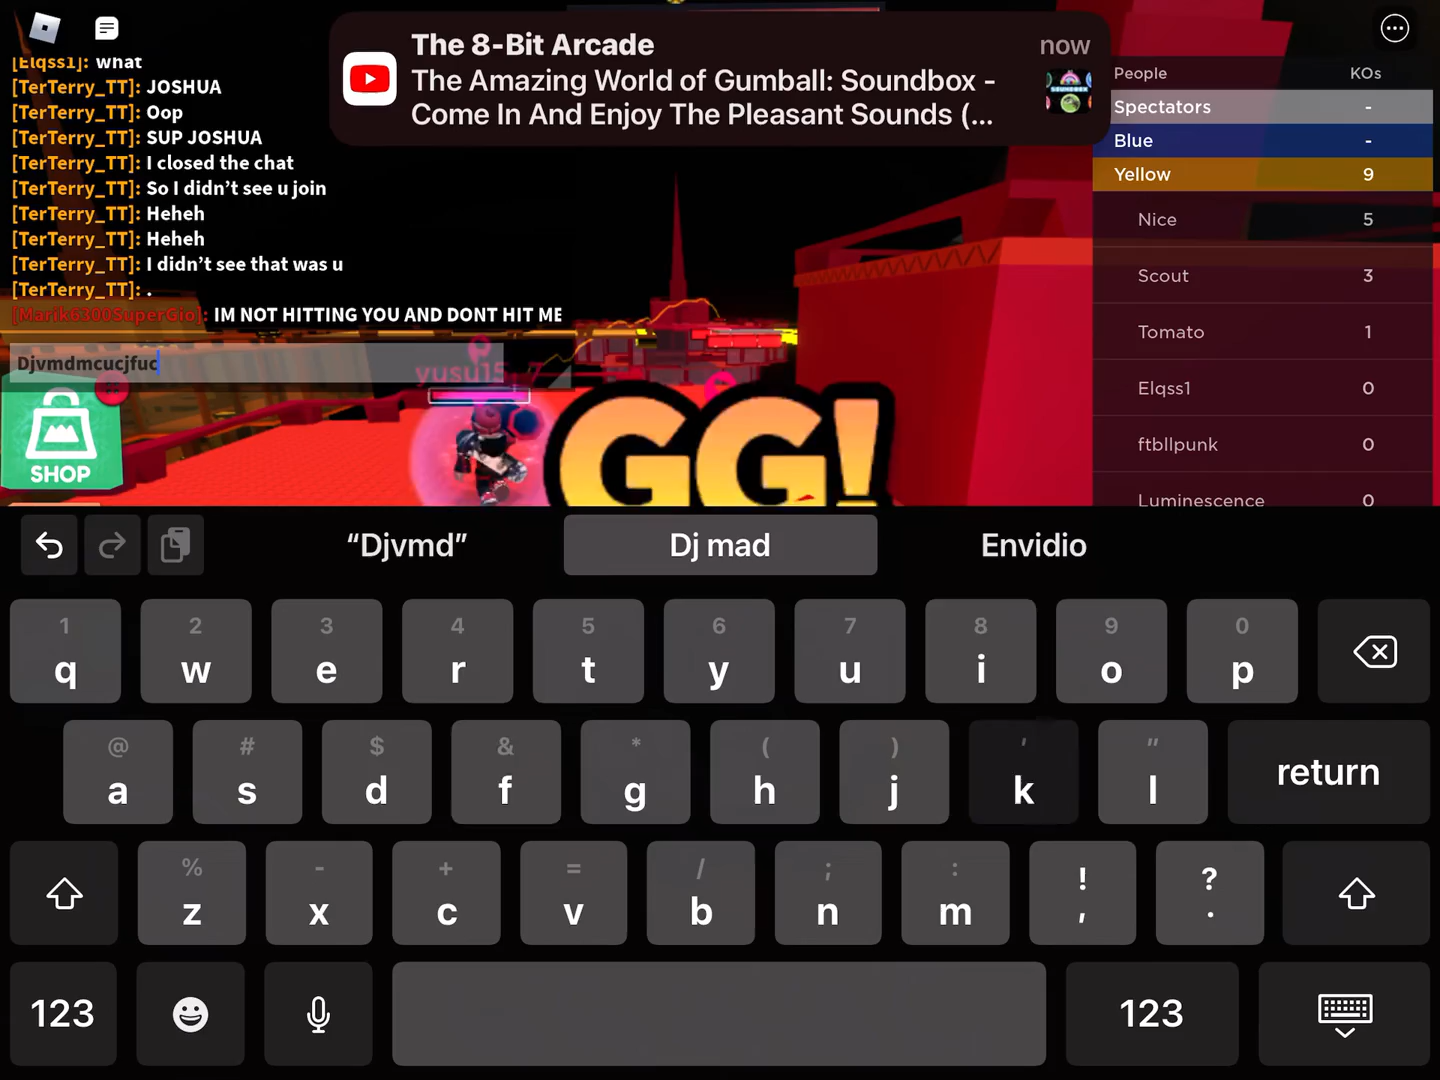 The 8-Bit Arcade
now
The Amazing World of Gumball: Soundbox -
Come In And Enjoy The Pleasant Sounds (...
[Elqss1]: what
[TerTerry_TT]: JOSHUA
[TerTerry_TT]: Oop
[TerTerry_TT]: SUP JOSHUA
[TerTerry_TT]: I closed the chat
[TerTerry_TT]: So I didn’t see u join
[TerTerry_TT]: Heheh
[TerTerry_TT]: Heheh
[TerTerry_TT]: I didn’t see that was u
[TerTerry_TT]: .
[Marik6300SuperGio]: IM NOT HITTING YOU AND DONT HIT ME
Djvmdmcucjfuc
SHOP
GG!
People KOs
Spectators -
Blue -
Yellow 9
Nice 5
Scout 3
Tomato 1
Elqss1 0
ftbllpunk 0
Luminescence 0
“Djvmd” Dj mad Envidio
1 2 3 4 5 6 7 8 9 0
q w e r t y u i o p
@ # $ & * ( ) ' "
a s d f g h j k l return
% - + = / ; : ! ?
z x c v b n m , .
123 123